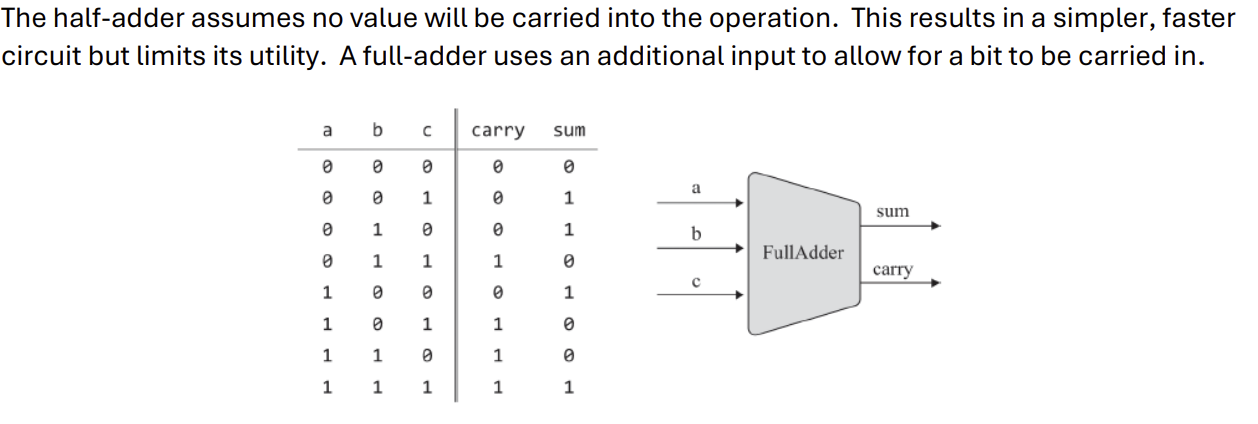 The half-adder assumes no value will be carried into the operation.  This results in a simpler, faster
circuit but limits its utility.  A full-adder uses an additional input to allow for a bit to be carried in.
a b c carry sum
0 0 0 0 0
0 0 1 0 1
0 1 0 0 1
0 1 1 1 0
1 0 0 0 1
1 0 1 1 0
1 1 0 1 0
1 1 1 1 1
a
b
c
FullAdder
sum
carry